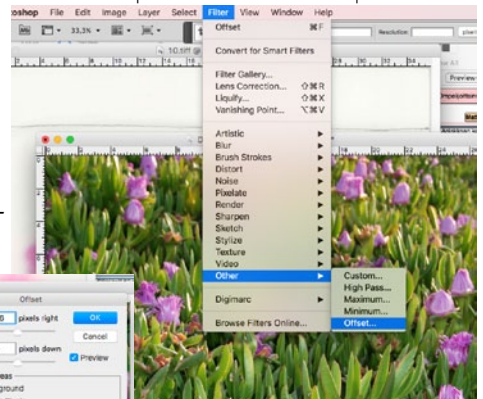 oshop File Edit Image Layer Select Filter View Window Help
33,3%
Resolution:
10.tiff @
Offset ⌘F
Convert for Smart Filters
Filter Gallery...
Lens Correction... ⇧⌘R
Liquify... ⇧⌘X
Vanishing Point... ⌥⌘V
Artistic
Blur
Brush Strokes
Distort
Noise
Pixelate
Render
Sharpen
Sketch
Stylize
Texture
Video
Other
Digimarc
Browse Filters Online...
Custom...
High Pass...
Maximum...
Minimum...
Offset...
Preview
Offset
pixels right
OK
Cancel
pixels down
Preview
eas
ground